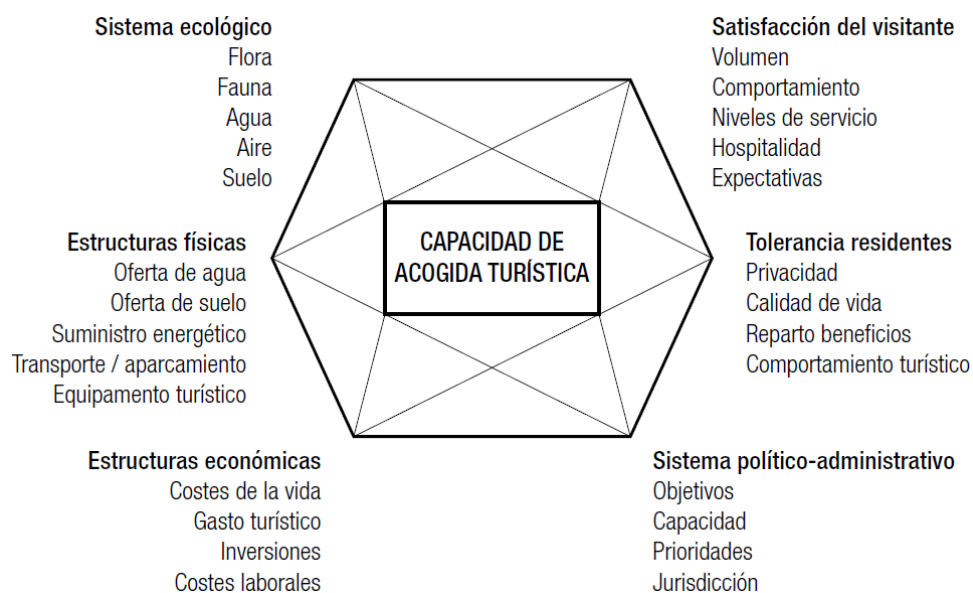 Sistema ecológico
Flora
Fauna
Agua
Aire
Suelo
Satisfacción del visitante
Volumen
Comportamiento
Niveles de servicio
Hospitalidad
Expectativas
Estructuras físicas
Oferta de agua
Oferta de suelo
Suministro energético
Transporte / aparcamiento
Equipamento turístico
CAPACIDAD DE
ACOGIDA TURÍSTICA
Tolerancia residentes
Privacidad
Calidad de vida
Reparto beneficios
Comportamiento turístico
Estructuras económicas
Costes de la vida
Gasto turístico
Inversiones
Costes laborales
Sistema político-administrativo
Objetivos
Capacidad
Prioridades
Jurisdicción